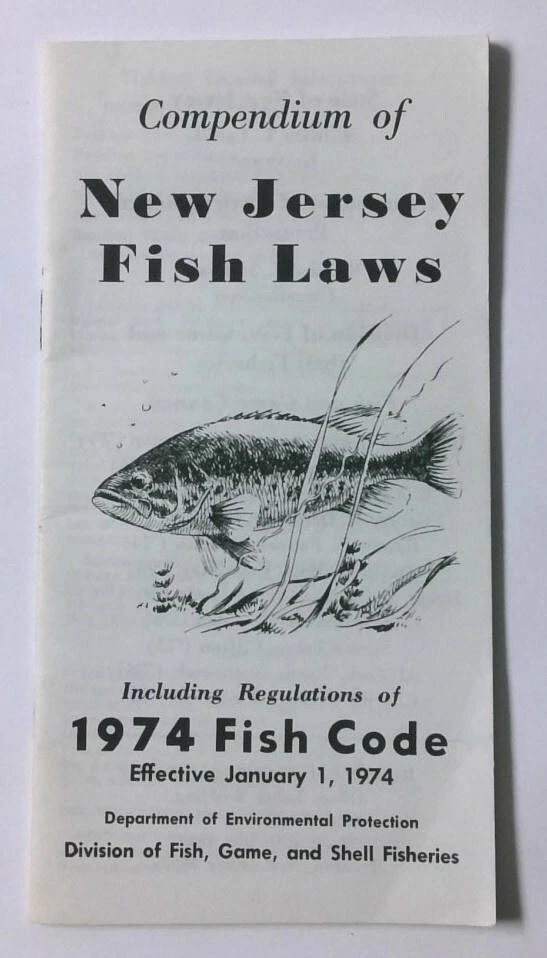 Compendium of
New Jersey
Fish Laws
Including Regulations of
1974 Fish Code
Effective January 1, 1974
Department of Environmental Protection
Division of Fish, Game, and Shell Fisheries